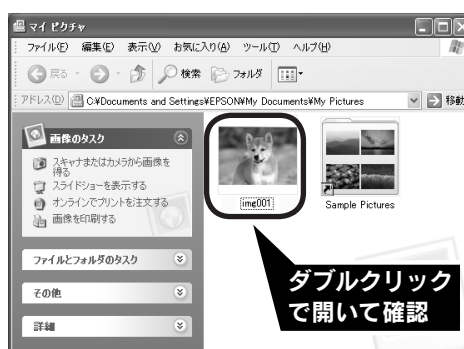 マイ ピクチャ
ファイル(F) 編集(E) 表示(V) お気に入り(A) ツール(T) ヘルプ(H)
戻る 検索 フォルダ
アドレス(D) C:¥Documents and Settings¥EPSON¥My Documents¥My Pictures 移動
画像のタスク
スキャナまたはカメラから画像を
得る
スライドショーを表示する
オンラインでプリントを注文する
画像を印刷する
ファイルとフォルダのタスク
その他
詳細
img001
Sample Pictures
ダブルクリック
で開いて確認